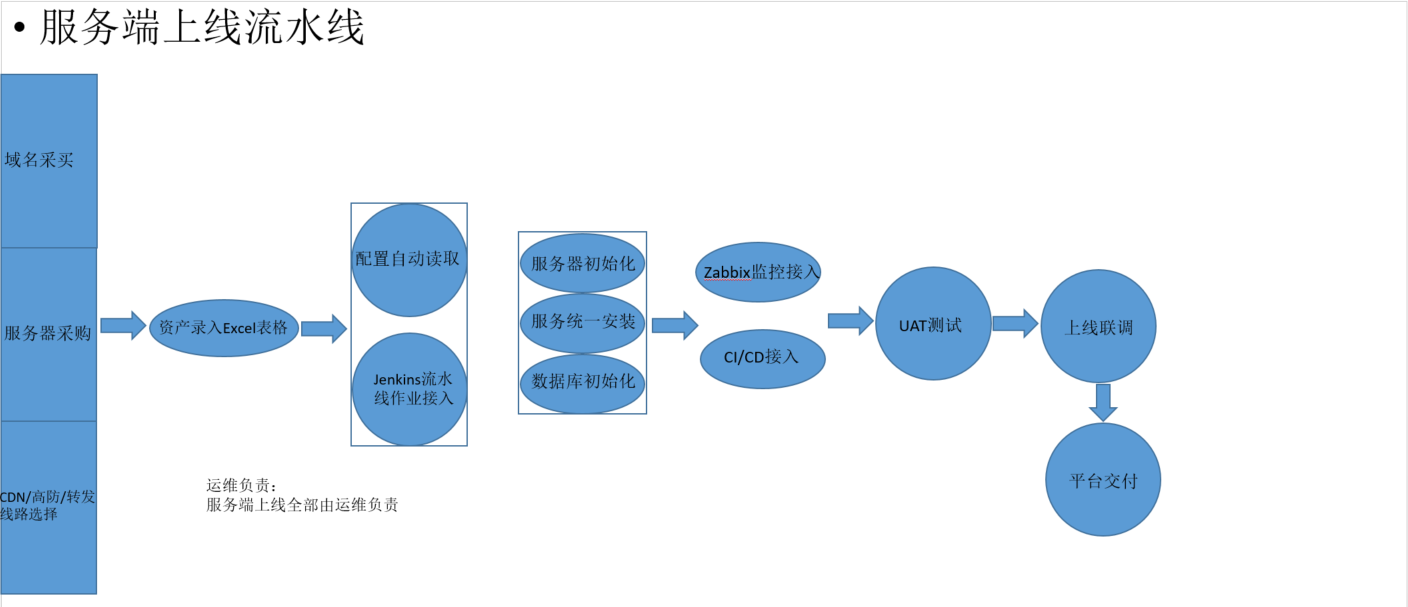 • 服务端上线流水线
域名采买
服务器采购
CDN/高防/转发
线路选择
资产录入Excel表格
配置自动读取
Jenkins流水
线作业接入
服务器初始化
服务统一安装
数据库初始化
Zabbix监控接入
CI/CD接入
UAT测试
上线联调
平台交付
运维负责：
服务端上线全部由运维负责